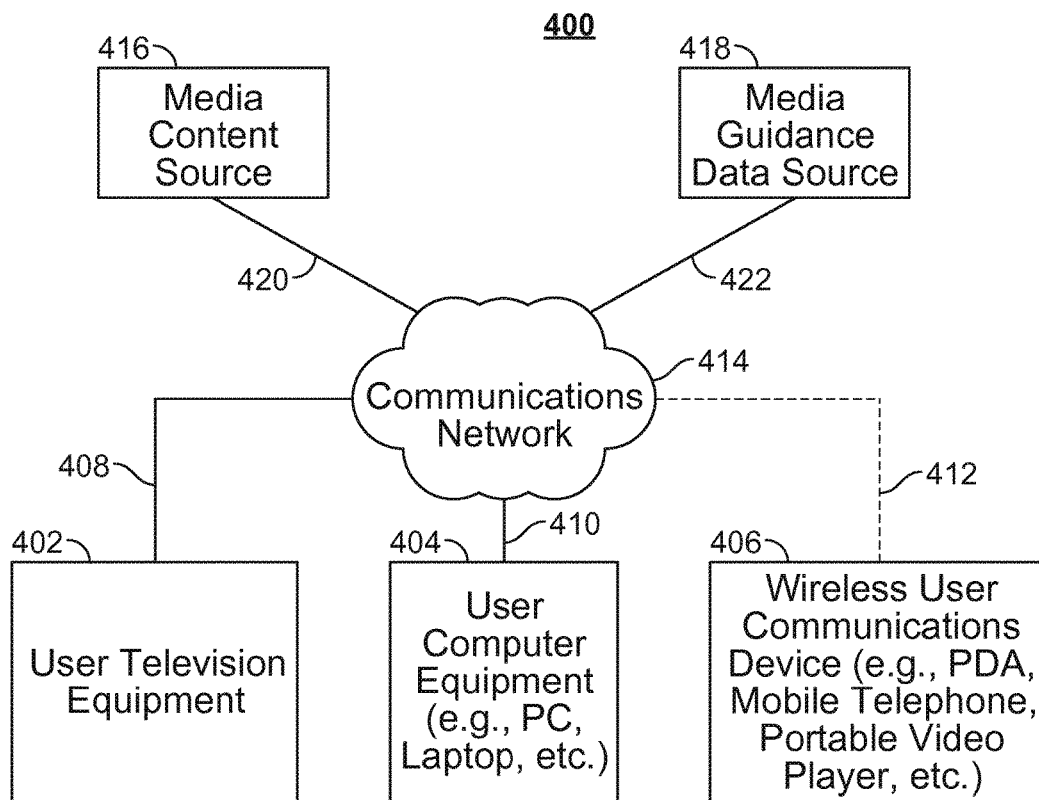 400
416
Media
Content
Source
418
Media
Guidance
Data Source
420
422
414
Communications
Network
408
412
410
402
User Television
Equipment
404
User
Computer
Equipment
(e.g., PC,
Laptop, etc.)
406
Wireless User
Communications
Device (e.g., PDA,
Mobile Telephone,
Portable Video
Player, etc.)